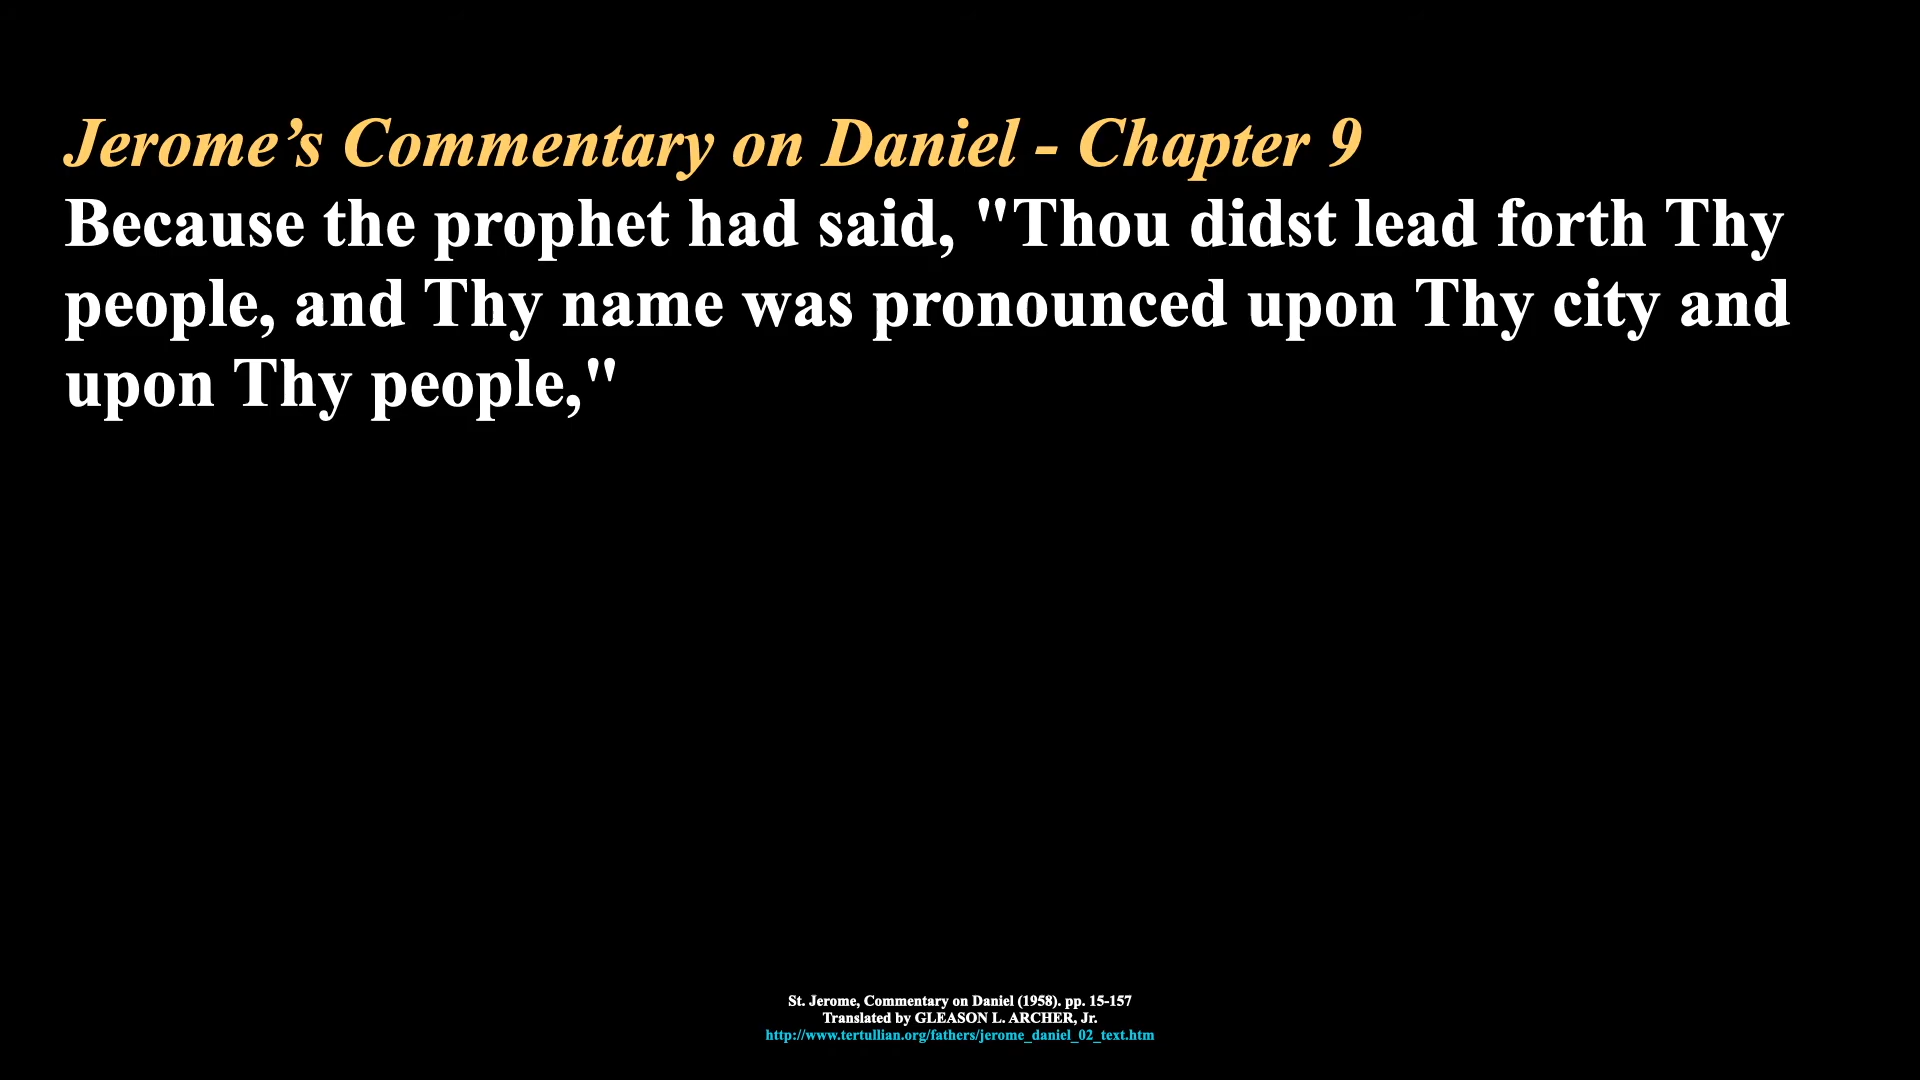 Jerome’s Commentary on Daniel - Chapter 9
Because the prophet had said, "Thou didst lead forth Thy
people, and Thy name was pronounced upon Thy city and
upon Thy people,"
St. Jerome, Commentary on Daniel (1958). pp. 15-157
Translated by GLEASON L. ARCHER, Jr.
http://www.tertullian.org/fathers/jerome_daniel_02_text.htm